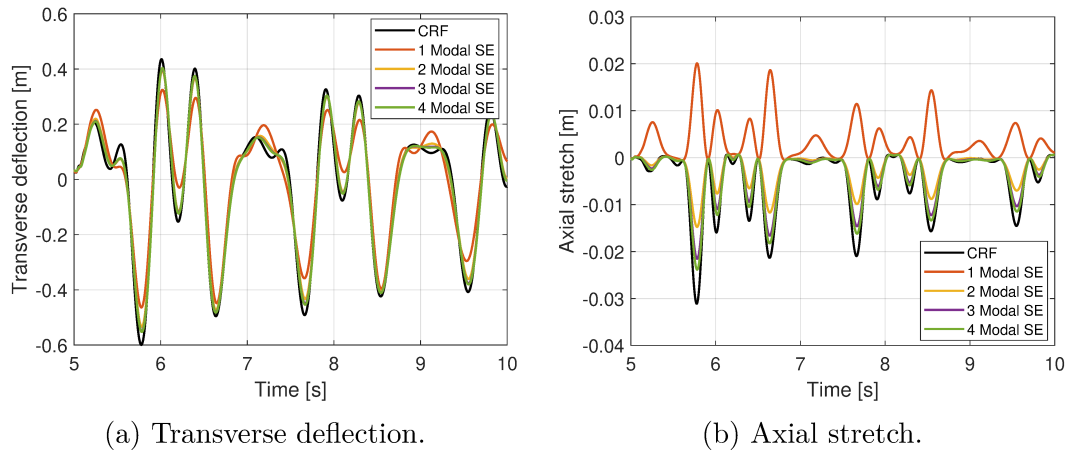 0.6
0.4
0.2
0
-0.2
-0.4
-0.6
Transverse deflection [m]
5
6
7
8
9
10
Time [s]
CRF
1 Modal SE
2 Modal SE
3 Modal SE
4 Modal SE
(a) Transverse deflection.
0.03
0.02
0.01
0
-0.01
-0.02
-0.03
-0.04
Axial stretch [m]
5
6
7
8
9
10
Time [s]
CRF
1 Modal SE
2 Modal SE
3 Modal SE
4 Modal SE
(b) Axial stretch.